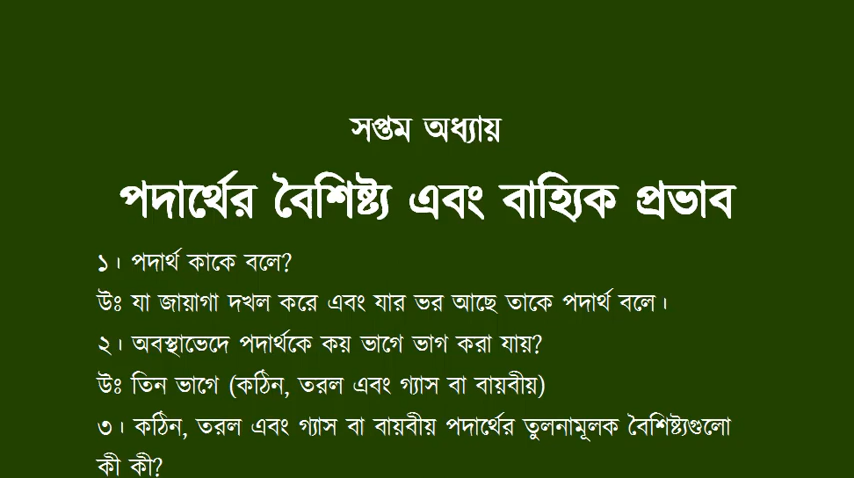 সপ্তম অধ্যায়
পদার্থের বৈশিষ্ট্য এবং বাহ্যিক প্রভাব
১। পদার্থ কাকে বলে?
উঃ যা জায়াগা দখল করে এবং যার ভর আছে তাকে পদার্থ বলে।
২। অবস্থাভেদে পদার্থকে কয় ভাগে ভাগ করা যায়?
উঃ তিন ভাগে (কঠিন, তরল এবং গ্যাস বা বায়বীয়)
৩। কঠিন, তরল এবং গ্যাস বা বায়বীয় পদার্থের তুলনামূলক বৈশিষ্ট্যগুলো
কী কী?